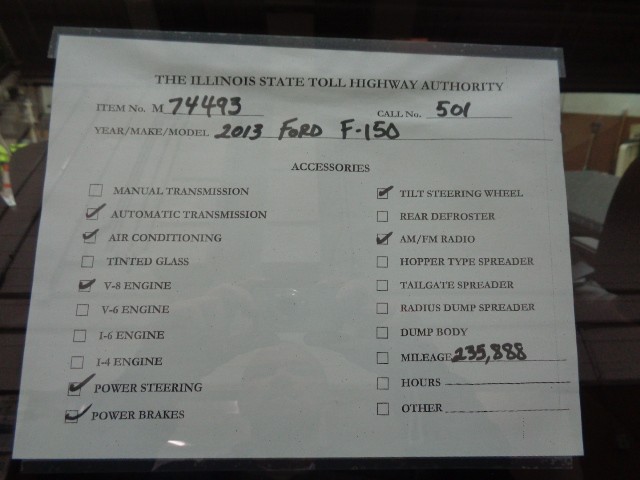 THE ILLINOIS STATE TOLL HIGHWAY AUTHORITY
ITEM No. M 74493 CALL No. 501
YEAR/MAKE/MODEL 2013 FORD F-150
ACCESSORIES
MANUAL TRANSMISSION
AUTOMATIC TRANSMISSION
AIR CONDITIONING
TINTED GLASS
V-8 ENGINE
V-6 ENGINE
I-6 ENGINE
I-4 ENGINE
POWER STEERING
POWER BRAKES
TILT STEERING WHEEL
REAR DEFROSTER
AM/FM RADIO
HOPPER TYPE SPREADER
TAILGATE SPREADER
RADIUS DUMP SPREADER
DUMP BODY
MILEAGE 235,888
HOURS
OTHER